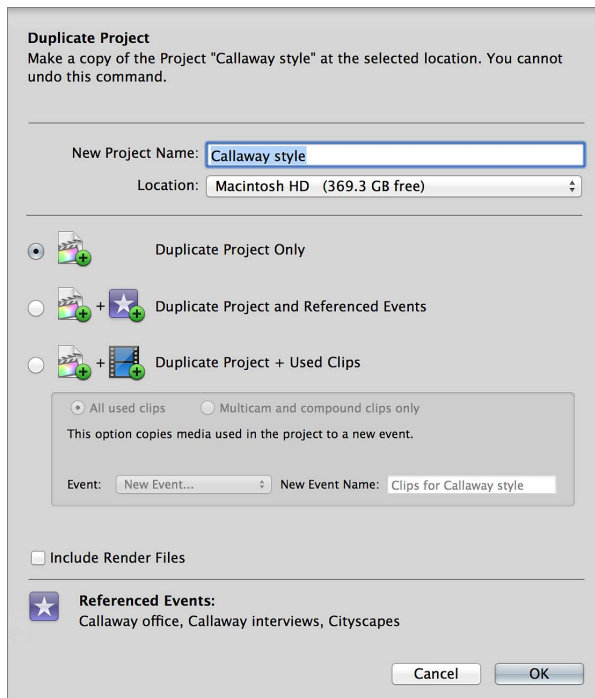 Duplicate Project
Make a copy of the Project "Callaway style" at the selected location. You cannot
undo this command.
New Project Name: Callaway style
Location: Macintosh HD (369.3 GB free)
Duplicate Project Only
+ Duplicate Project and Referenced Events
+ Duplicate Project + Used Clips
All used clips Multicam and compound clips only
This option copies media used in the project to a new event.
Event: New Event... New Event Name: Clips for Callaway style
Include Render Files
Referenced Events:
Callaway office, Callaway interviews, Cityscapes
Cancel OK